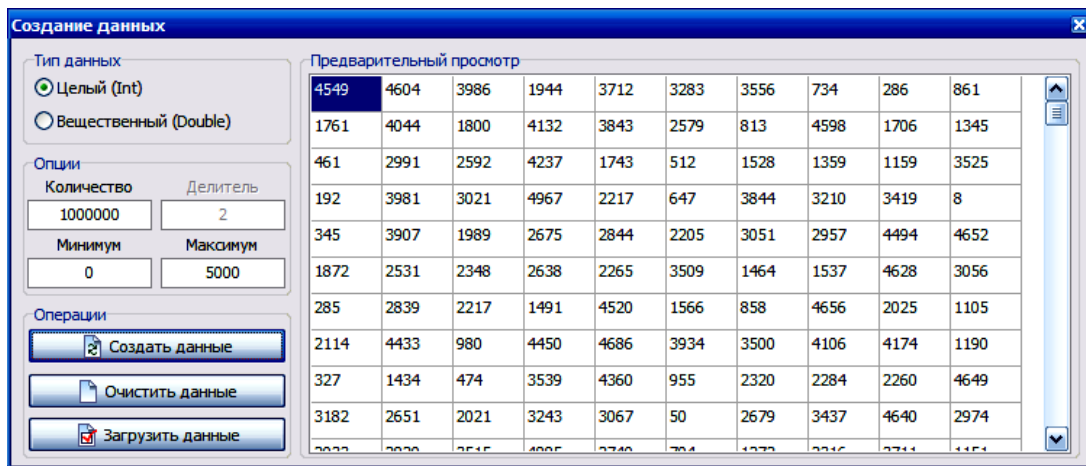 Создание данных
Тип данных
Целый (Int)
Вещественный (Double)
Опции
Количество Делитель
1000000 2
Минимум Максимум
0 5000
Операции
Создать данные
Очистить данные
Загрузить данные
Предварительный просмотр
4549 4604 3986 1944 3712 3283 3556 734 286 861
1761 4044 1800 4132 3843 2579 813 4598 1706 1345
461 2991 2592 4237 1743 512 1528 1359 1159 3525
192 3981 3021 4967 2217 647 3844 3210 3419 8
345 3907 1989 2675 2844 2205 3051 2957 4494 4652
1872 2531 2348 2638 2265 3509 1464 1537 4628 3056
285 2839 2217 1491 4520 1566 858 4656 2025 1105
2114 4433 980 4450 4686 3934 3500 4106 4174 1190
327 1434 474 3539 4360 955 2320 2284 2260 4649
3182 2651 2021 3243 3067 50 2679 3437 4640 2974